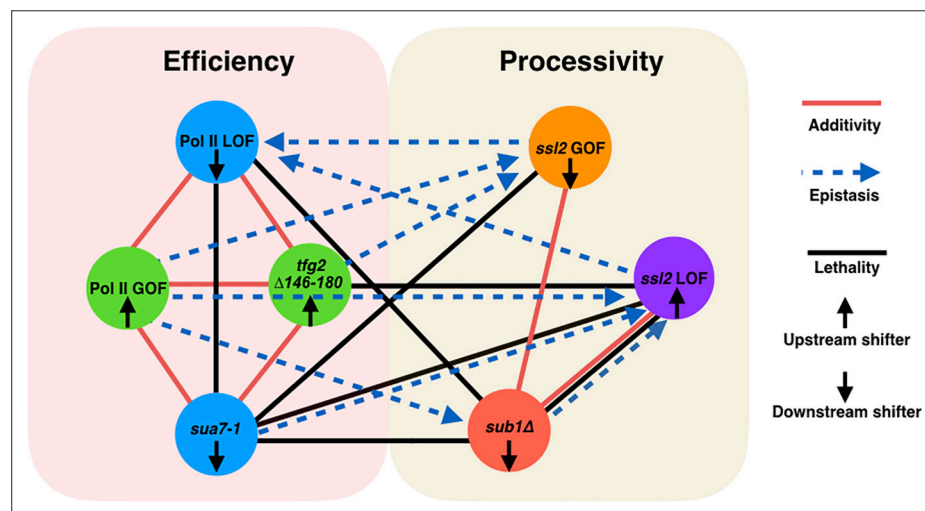 Efficiency
Processivity
Pol II LOF
ssl2 GOF
Additivity
Epistasis
Pol II GOF
tfg2
Δ146-180
ssl2 LOF
Lethality
Upstream shifter
sua7-1
sub1Δ
Downstream shifter